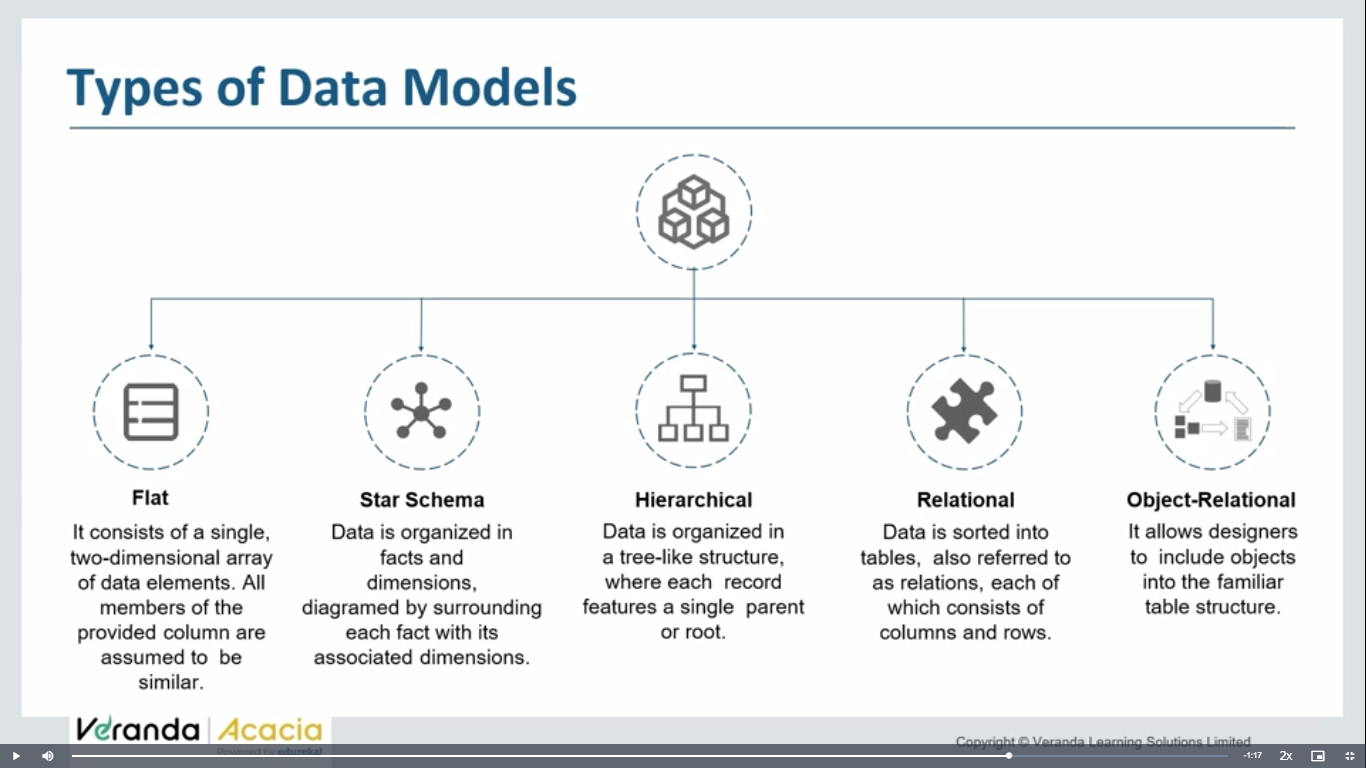 Types of Data Models
Flat
It consists of a single,
two-dimensional array
of data elements. All
members of the
provided column are
assumed to be
similar.
Star Schema
Data is organized in
facts and
dimensions,
diagramed by surrounding
each fact with its
associated dimensions.
Hierarchical
Data is organized in
a tree-like structure,
where each record
features a single parent
or root.
Relational
Data is sorted into
tables, also referred to
as relations, each of
which consists of
columns and rows.
Object-Relational
It allows designers
to include objects
into the familiar
table structure.
Veranda | Acacia
Powered by edureka!
Copyright © Veranda Learning Solutions Limited
-1:17
2x